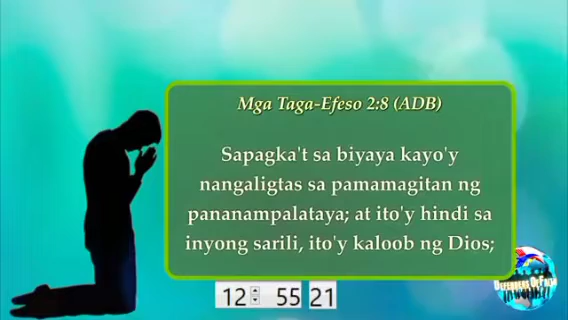 Mga Taga-Efeso 2:8 (ADB)
Sapagka't sa biyaya kayo'y
nangaligtas sa pamamagitan ng
pananampalataya; at ito'y hindi sa
inyong sarili, ito'y kaloob ng Dios;
12 55 21